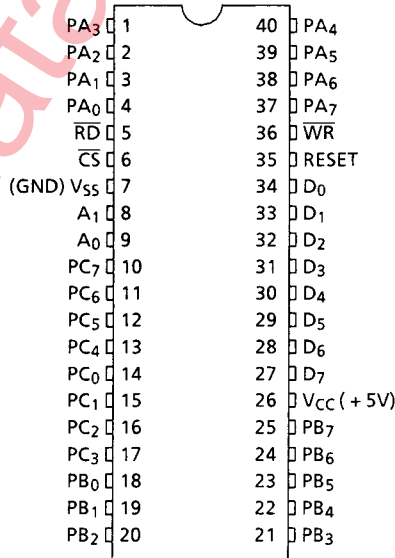 PA3 1 40 PA4
PA2 2 39 PA5
PA1 3 38 PA6
PA0 4 37 PA7
R̅D̅ 5 36 W̅R̅
C̅S̅ 6 35 RESET
(GND) VSS 7 34 D0
A1 8 33 D1
A0 9 32 D2
PC7 10 31 D3
PC6 11 30 D4
PC5 12 29 D5
PC4 13 28 D6
PC0 14 27 D7
PC1 15 26 VCC (+5V)
PC2 16 25 PB7
PC3 17 24 PB6
PB0 18 23 PB5
PB1 19 22 PB4
PB2 20 21 PB3